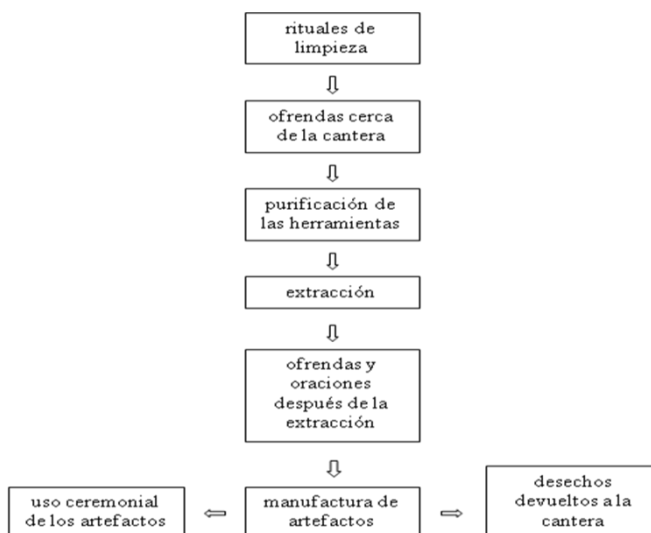 rituales de
limpieza
ofrendas cerca
de la cantera
purificación de
las herramientas
extracción
ofrendas y
oraciones
después de la
extracción
uso ceremonial
de los artefactos
manufactura de
artefactos
desechos
devueltos a la
cantera